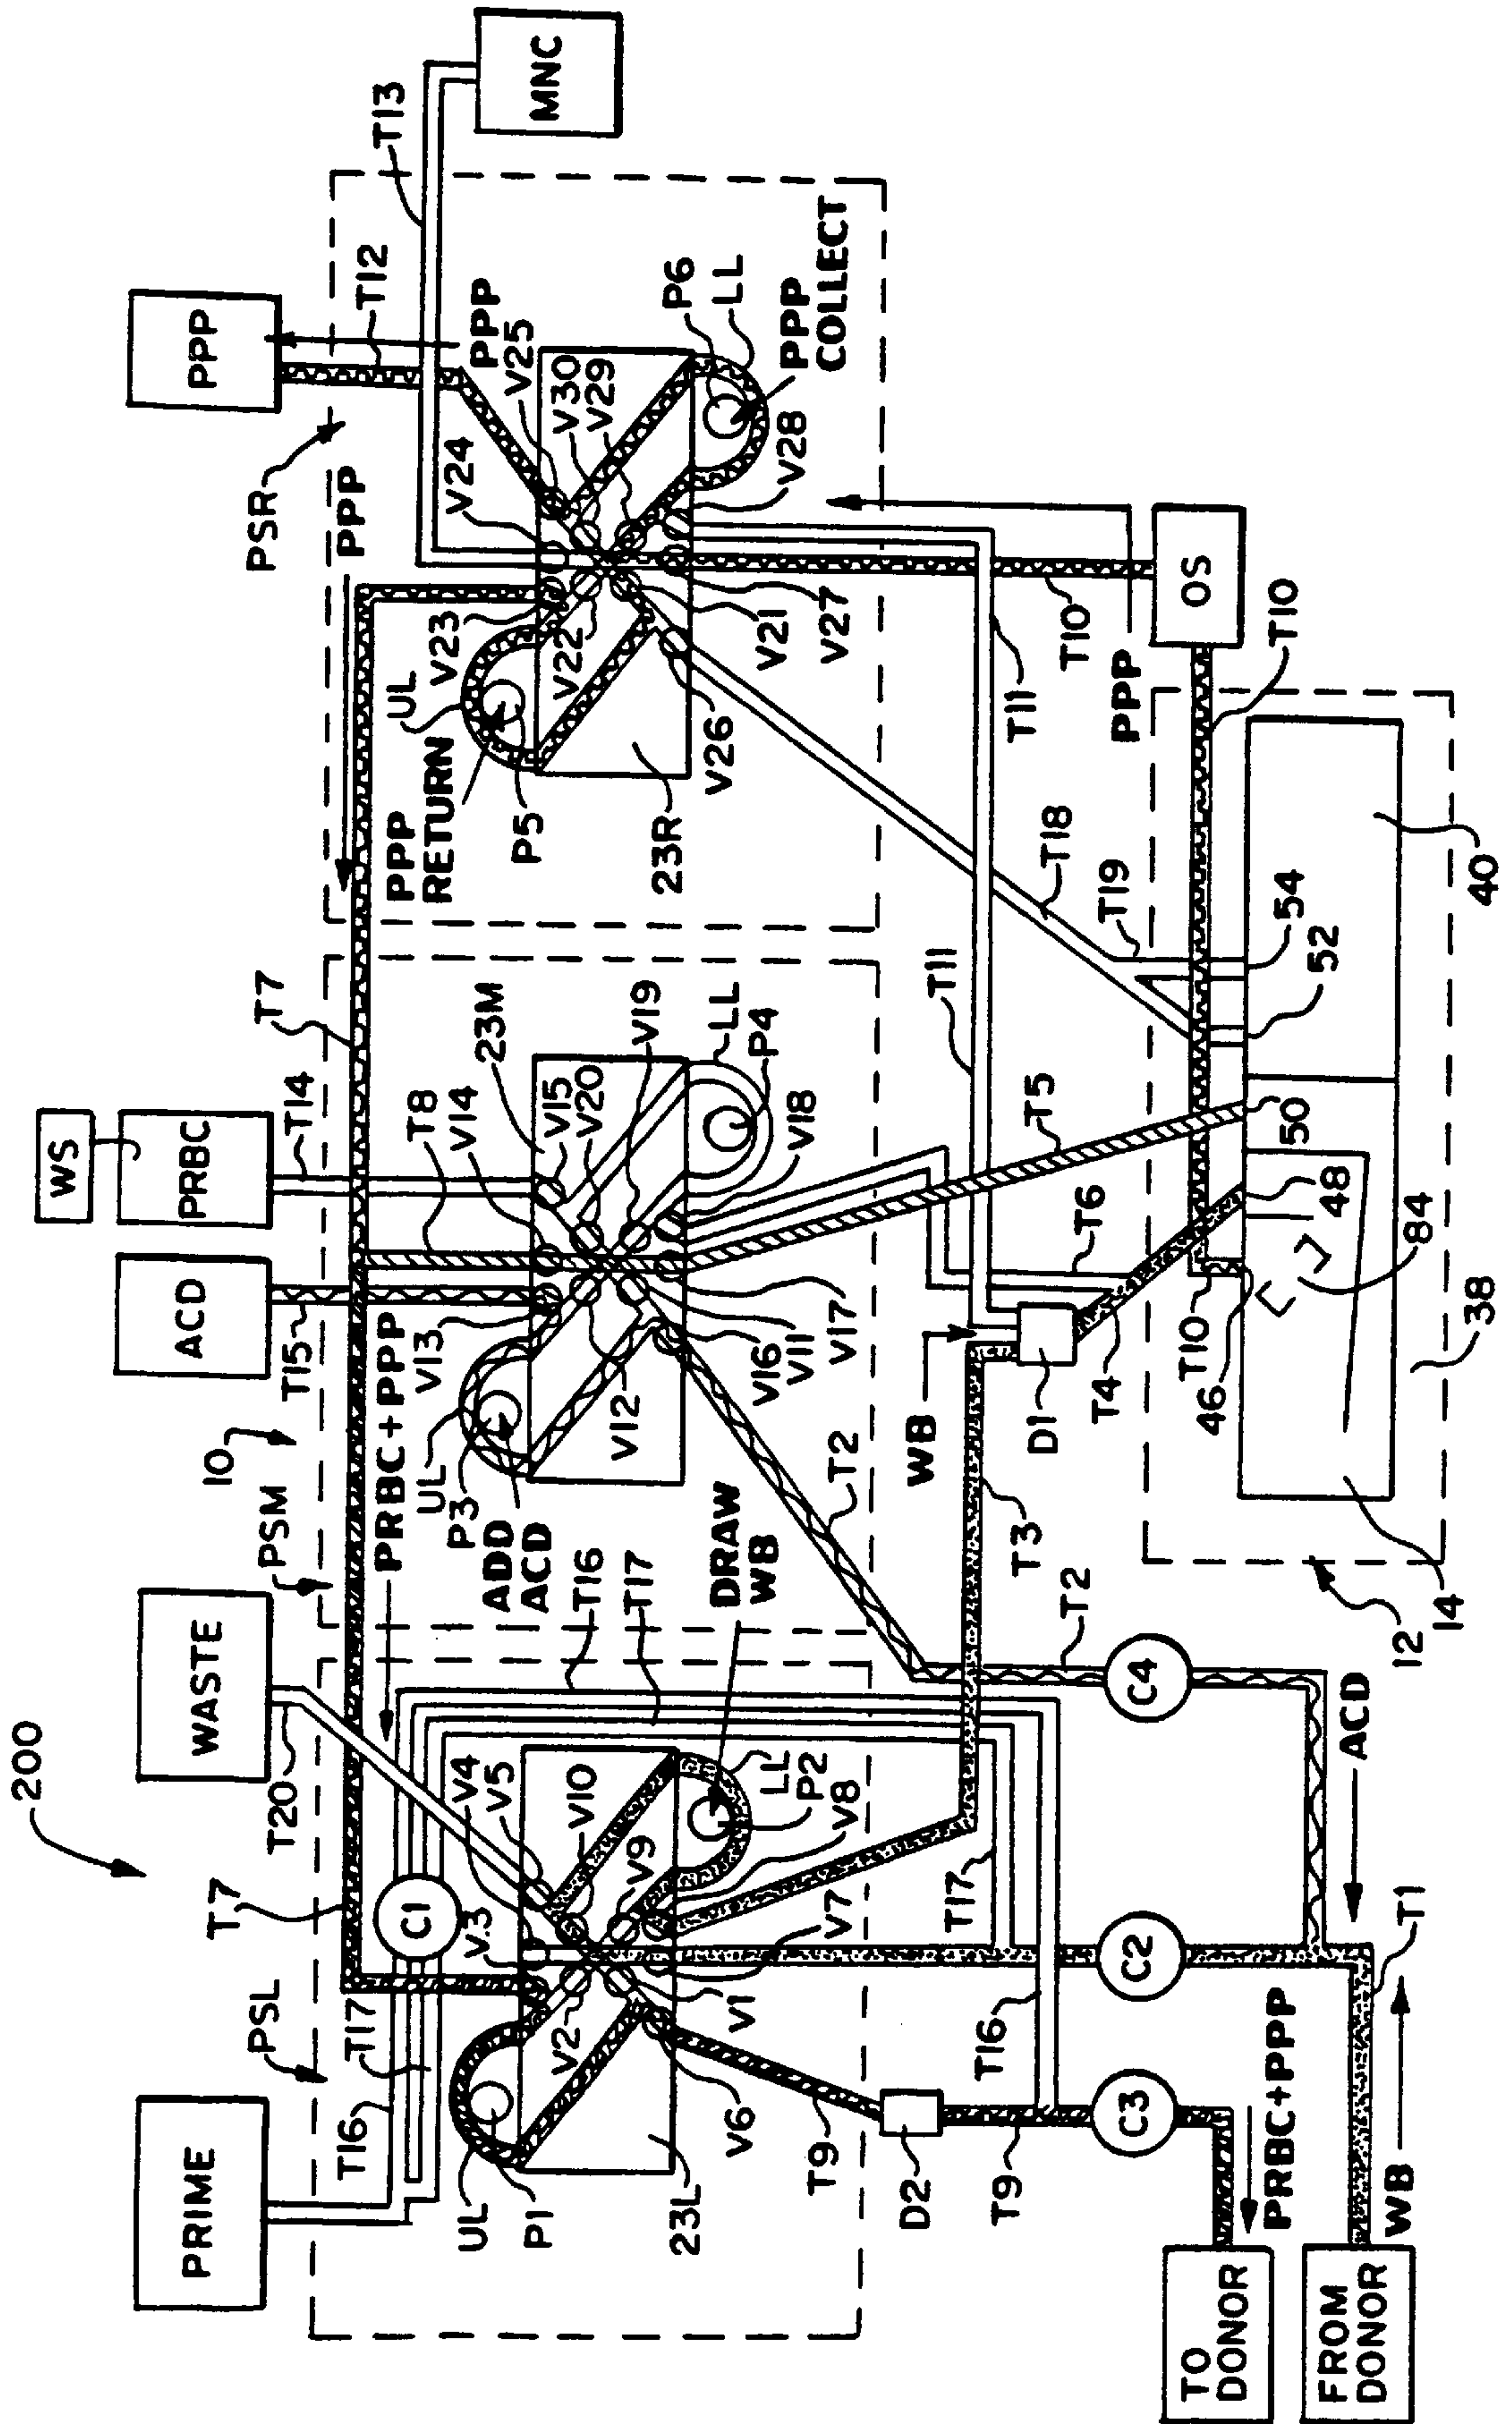 200
PRIME
WASTE
ACD
PRBC
WS
PPP
MNC
T20
T15
T14
T12
T13
10
PSL
PSM
PSR
T7
T7
PPP
T16
T17
C1
PRBC+PPP
T8
PPP
V3
V4
V5
V10
V9
V2
V1
V6
V7
V8
UL
P1
23L
LL
P2
DRAW
WB
T16
T17
UL
P3
ADD
ACD
V13
V14
V15
V20
V19
V12
V16
V11
V17
V18
23M
LL
P4
PPP
RETURN
UL
P5
V23
V24
V25
V30
V29
V22
V21
V26
V27
V28
23R
P6
LL
PPP
COLLECT
T9
D2
T9
C3
T16
T17
C2
C4
T2
T2
T3
WB
D1
T4
T6
T5
T11
T11
T10
T18
T19
PPP
OS
T10
T10
46
48
50
52
54
84
38
40
12
14
TO
DONOR
FROM
DONOR
PRBC+PPP
WB
T1
ACD